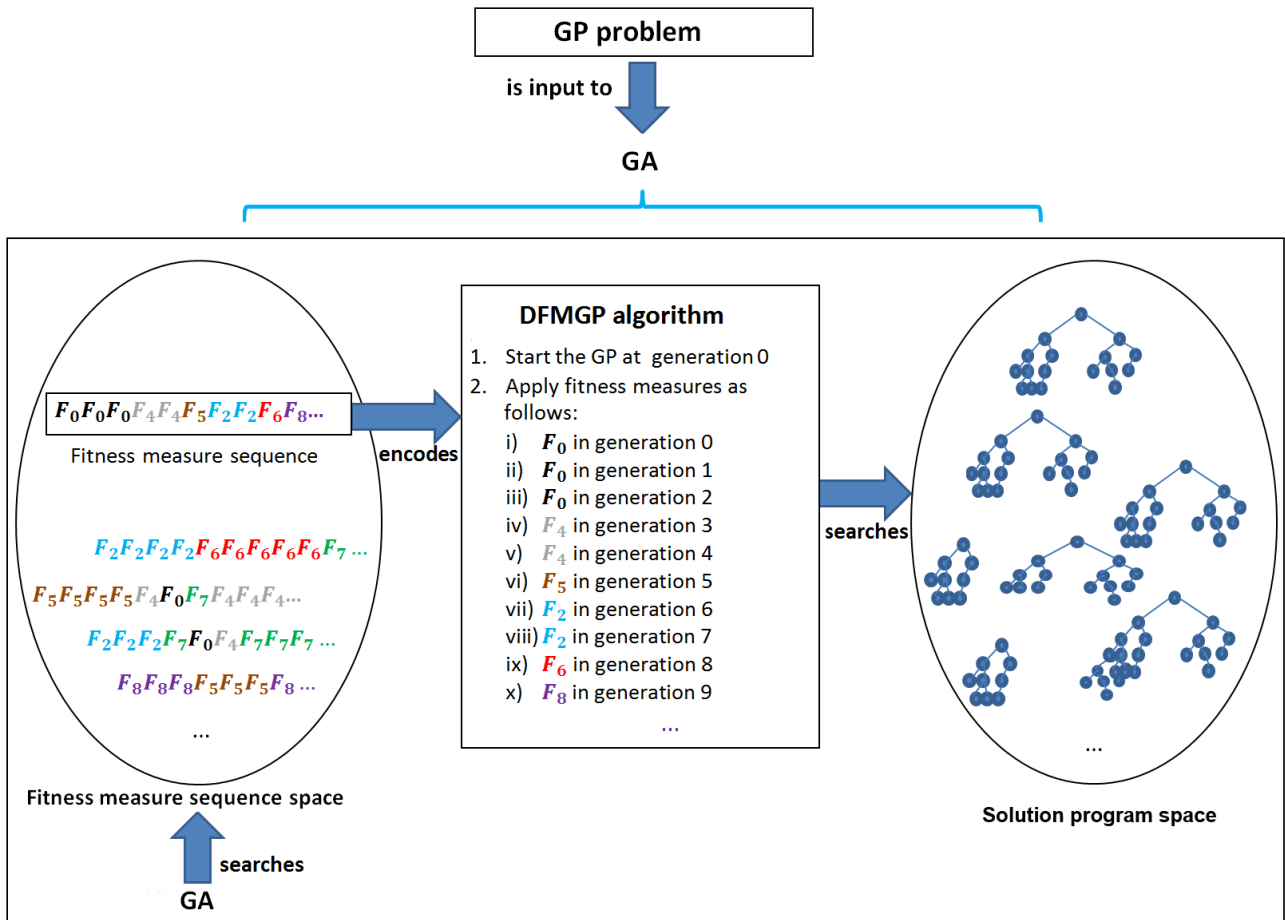 GP problem
is input to
GA
DFMGP algorithm
1. Start the GP at generation 0
2. Apply fitness measures as
follows:
i) F₀ in generation 0
ii) F₀ in generation 1
iii) F₀ in generation 2
iv) F₄ in generation 3
v) F₄ in generation 4
vi) F₅ in generation 5
vii) F₂ in generation 6
viii) F₂ in generation 7
ix) F₆ in generation 8
x) F₈ in generation 9
...
F₀F₀F₀F₄F₄F₅F₂F₂F₆F₈...
Fitness measure sequence
encodes
F₂F₂F₂F₂F₆F₆F₆F₆F₆F₇ ...
F₅F₅F₅F₅F₄F₀F₇F₄F₄F₄...
F₂F₂F₂F₇F₀F₄F₇F₇F₇ ...
F₈F₈F₈F₅F₅F₅F₈ ...
...
Fitness measure sequence space
searches
GA
searches
...
Solution program space